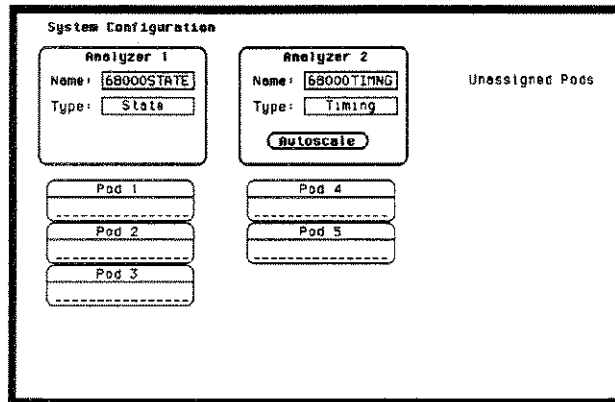 System Configuration
Analyzer 1
Name: 68000STATE
Type: State
Analyzer 2
Name: 68000TIMNG
Type: Timing
Autoscale
Unassigned Pods
Pod 1
Pod 2
Pod 3
Pod 4
Pod 5